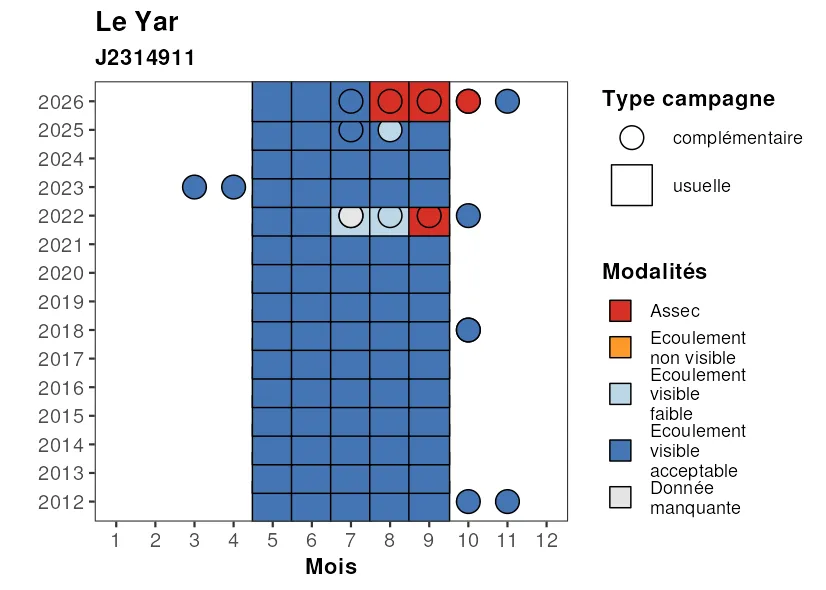 Le Yar
J2314911
2026
2025
2024
2023
2022
2021
2020
2019
2018
2017
2016
2015
2014
2013
2012
1 2 3 4 5 6 7 8 9 10 11 12
Mois
Type campagne
complémentaire
usuelle
Modalités
Assec
Ecoulement
non visible
Ecoulement
visible
faible
Ecoulement
visible
acceptable
Donnée
manquante